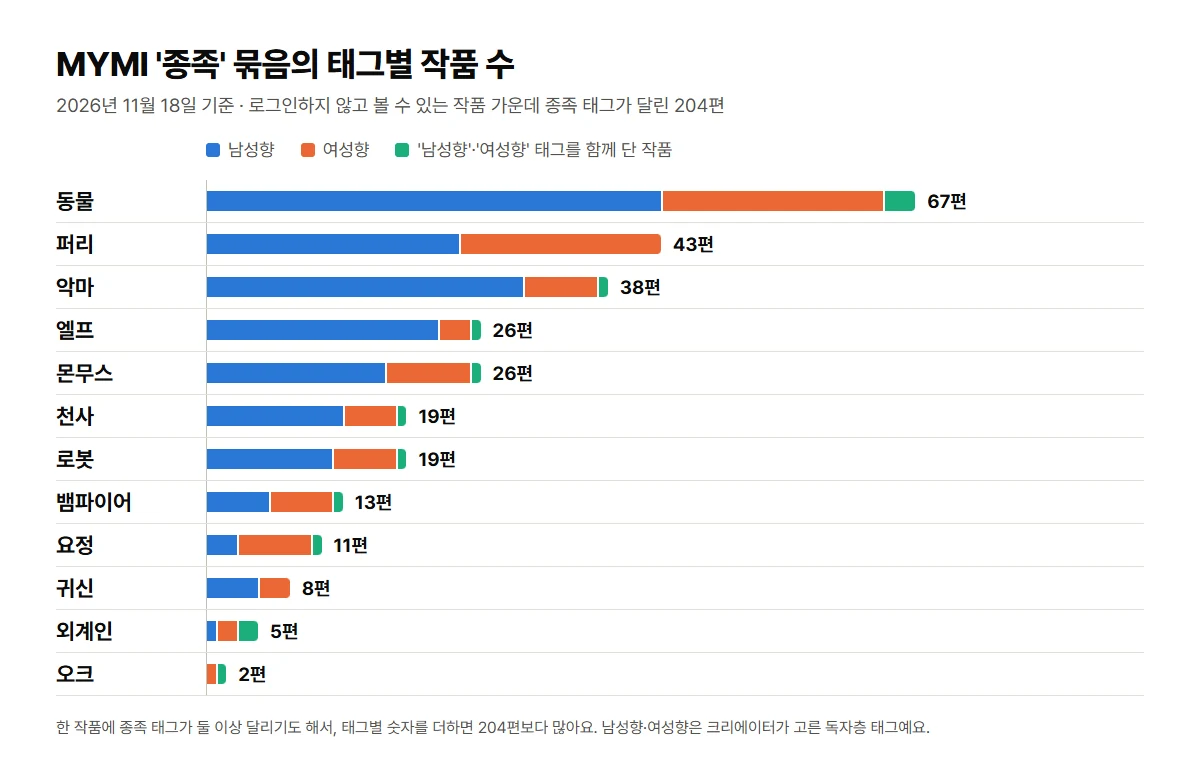 MYMI '종족' 묶음의 태그별 작품 수
2026년 11월 18일 기준 · 로그인하지 않고 볼 수 있는 작품 가운데 종족 태그가 달린 204편
남성향 여성향 '남성향'·'여성향' 태그를 함께 단 작품
동물 67편
퍼리 43편
악마 38편
엘프 26편
몬무스 26편
천사 19편
로봇 19편
뱀파이어 13편
요정 11편
귀신 8편
외계인 5편
오크 2편
한 작품에 종족 태그가 둘 이상 달리기도 해서, 태그별 숫자를 더하면 204편보다 많아요. 남성향·여성향은 크리에이터가 고른 독자층 태그예요.